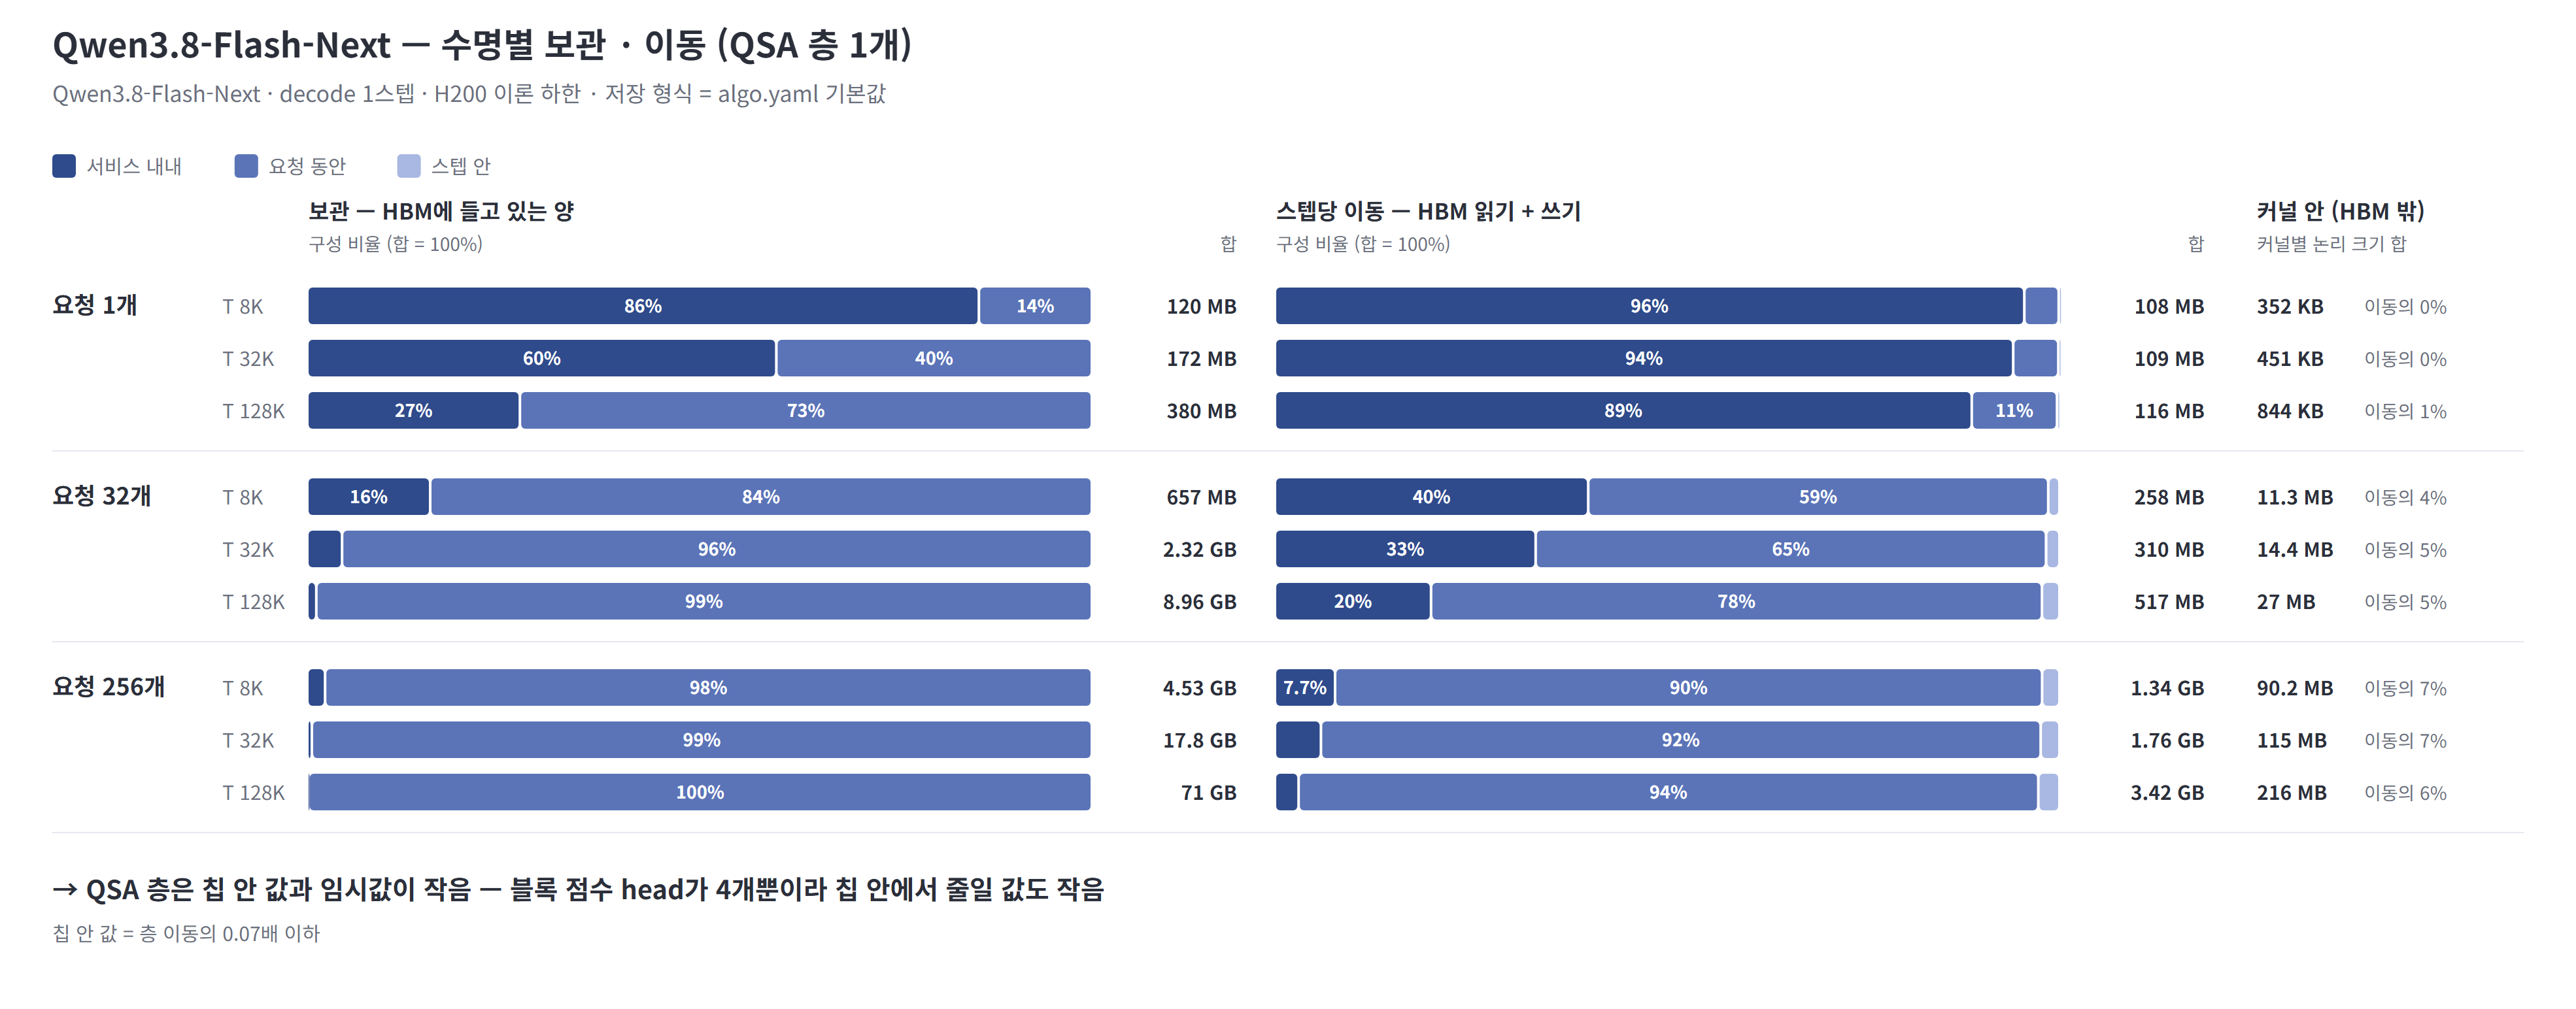 Qwen3.8-Flash-Next — 수명별 보관 · 이동 (QSA 층 1개)
Qwen3.8-Flash-Next · decode 1스텝 · H200 이론 하한 · 저장 형식 = algo.yaml 기본값
서비스 내내 요청 동안 스텝 안
보관 — HBM에 들고 있는 양 스텝당 이동 — HBM 읽기 + 쓰기 커널 안 (HBM 밖)
구성 비율 (합 = 100%) 합 구성 비율 (합 = 100%) 합 커널별 논리 크기 합
요청 1개 T 8K 86% 14% 120 MB 96% 108 MB 352 KB 이동의 0%
T 32K 60% 40% 172 MB 94% 109 MB 451 KB 이동의 0%
T 128K 27% 73% 380 MB 89% 11% 116 MB 844 KB 이동의 1%
요청 32개 T 8K 16% 84% 657 MB 40% 59% 258 MB 11.3 MB 이동의 4%
T 32K 96% 2.32 GB 33% 65% 310 MB 14.4 MB 이동의 5%
T 128K 99% 8.96 GB 20% 78% 517 MB 27 MB 이동의 5%
요청 256개 T 8K 98% 4.53 GB 7.7% 90% 1.34 GB 90.2 MB 이동의 7%
T 32K 99% 17.8 GB 92% 1.76 GB 115 MB 이동의 7%
T 128K 100% 71 GB 94% 3.42 GB 216 MB 이동의 6%
→ QSA 층은 칩 안 값과 임시값이 작음 — 블록 점수 head가 4개뿐이라 칩 안에서 줄일 값도 작음
칩 안 값 = 층 이동의 0.07배 이하